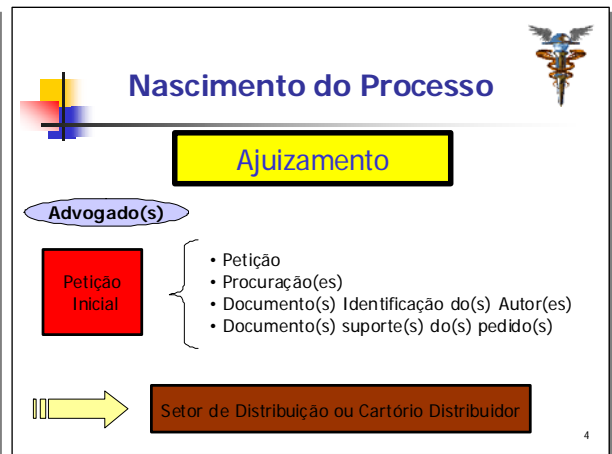 Nascimento do Processo
Ajuizamento
Advogado(s)
Petição
Inicial
• Petição
• Procuração(es)
• Documento(s) Identificação do(s) Autor(es)
• Documento(s) suporte(s) do(s) pedido(s)
Setor de Distribuição ou Cartório Distribuidor
4